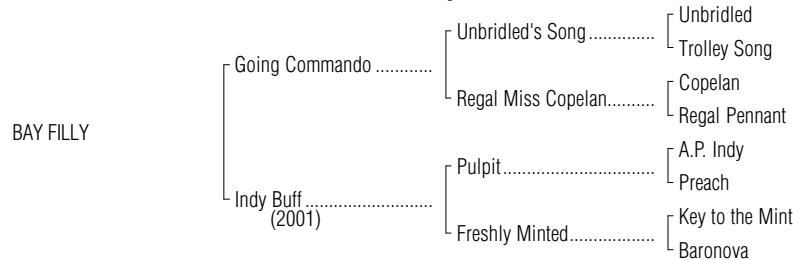 Unbridled
Unbridled's Song..............
Trolley Song
Going Commando ............
Copelan
Regal Miss Copelan..........
Regal Pennant
BAY FILLY
A.P. Indy
Pulpit................................
Preach
Indy Buff...........................
(2001)
Key to the Mint
Freshly Minted..................
Baronova